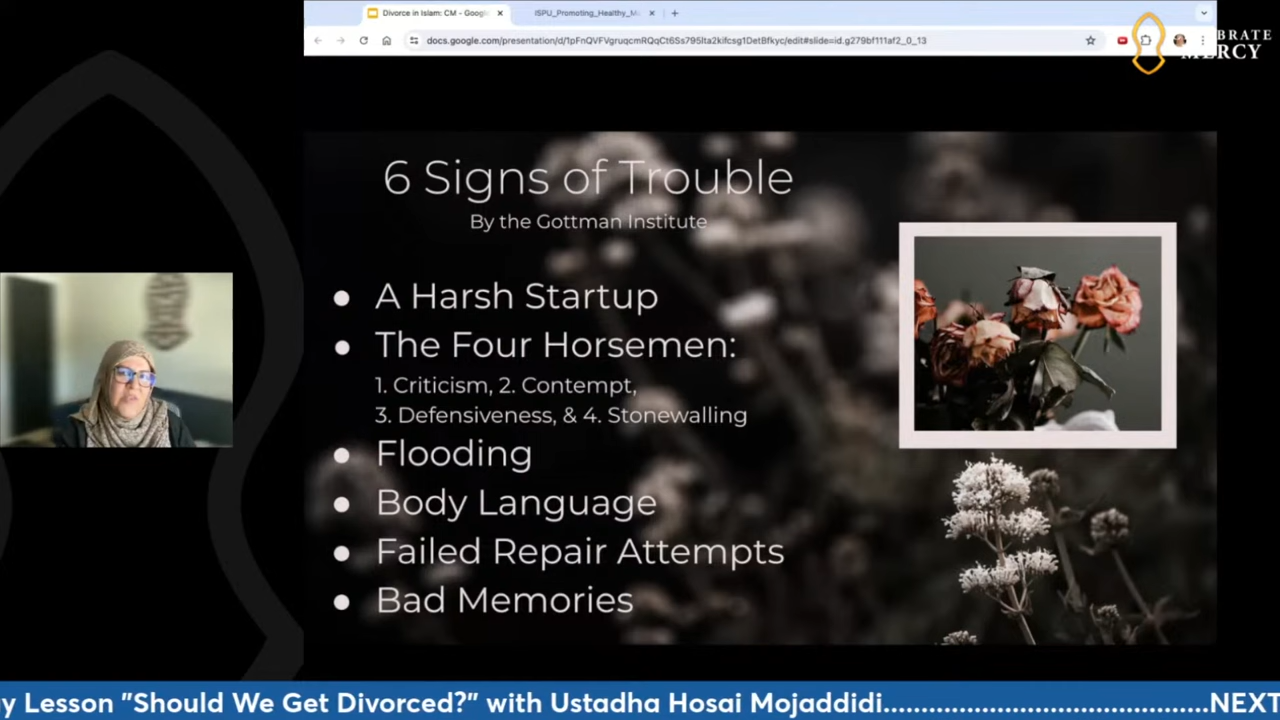 Divorce in Islam: CM - Googl
ISPU_Promoting_Healthy_M
docs.google.com/presentation/d/1pFnQVFVgruqcmRQqCt6Ss795lta2kifcsg1DetBfkyc/edit#slide=id.g279bf111af2_0_13
BRATE
MERCY
6 Signs of Trouble
By the Gottman Institute
● A Harsh Startup
● The Four Horsemen:
1. Criticism, 2. Contempt,
3. Defensiveness, & 4. Stonewalling
● Flooding
● Body Language
● Failed Repair Attempts
● Bad Memories
y Lesson "Should We Get Divorced?" with Ustadha Hosai Mojaddidi.............................................NEXT